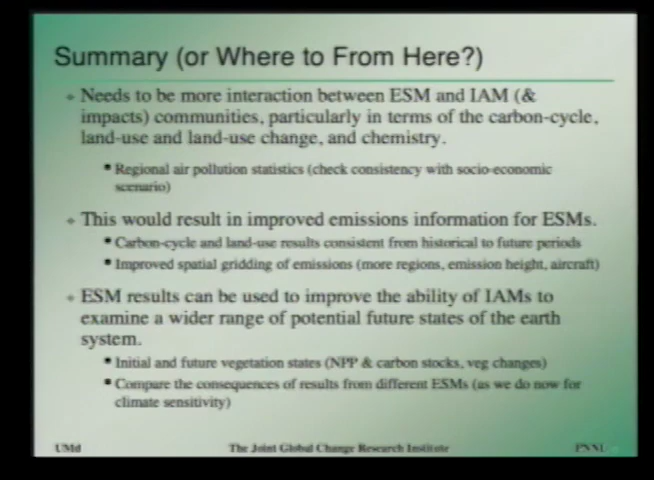 Summary (or Where to From Here?)
Needs to be more interaction between ESM and IAM (&
impacts) communities, particularly in terms of the carbon-cycle,
land-use and land-use change, and chemistry.
Regional air pollution statistics (check consistency with socio-economic
scenario)
This would result in improved emissions information for ESMs.
Carbon-cycle and land-use results consistent from historical to future periods
Improved spatial gridding of emissions (more regions, emission height, aircraft)
ESM results can be used to improve the ability of IAMs to
examine a wider range of potential future states of the earth
system.
Initial and future vegetation states (NPP & carbon stocks, veg changes)
Compare the consequences of results from different ESMs (as we do now for
climate sensitivity)
UMd The Joint Global Change Research Institute PNNL